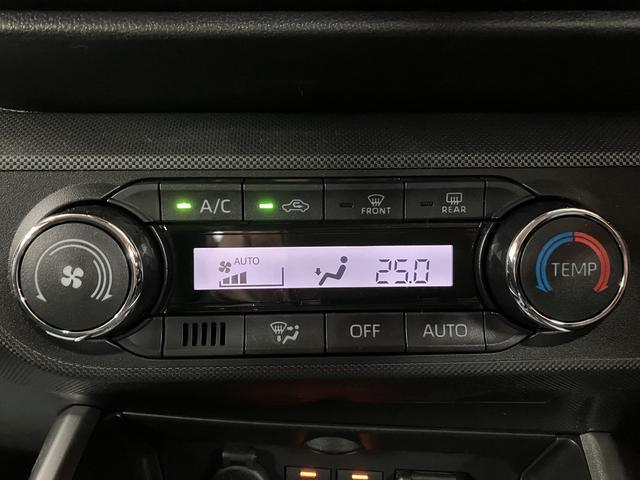 A/C
FRONT
REAR
AUTO
25.0
TEMP
OFF
AUTO